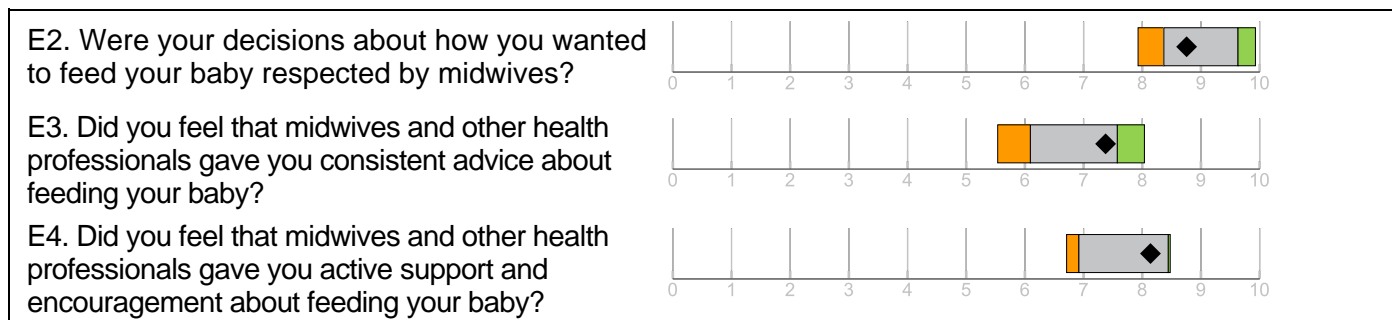 E2. Were your decisions about how you wanted
to feed your baby respected by midwives?
0 1 2 3 4 5 6 7 8 9 10
E3. Did you feel that midwives and other health
professionals gave you consistent advice about
feeding your baby?
0 1 2 3 4 5 6 7 8 9 10
E4. Did you feel that midwives and other health
professionals gave you active support and
encouragement about feeding your baby?
0 1 2 3 4 5 6 7 8 9 10